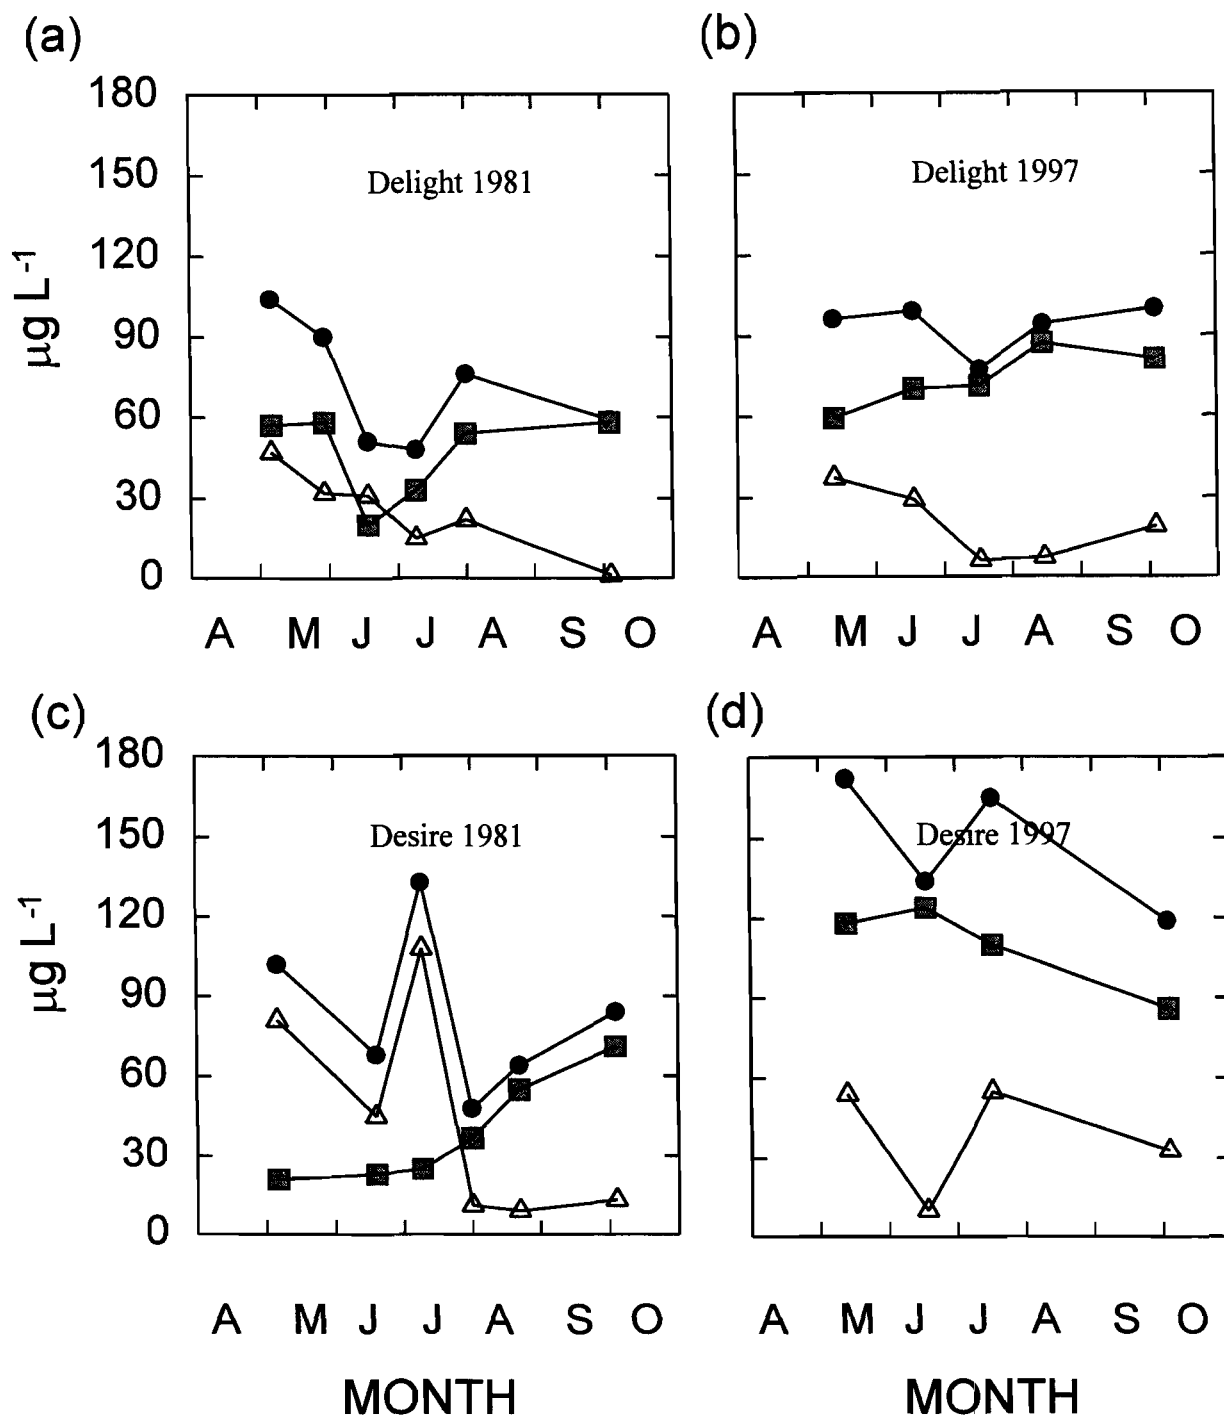 (a)
(b)
180
150
120
90
60
30
0
µg L-1
Delight 1981
Delight 1997
A M J J A S O
A M J J A S O
(c)
(d)
180
150
120
90
60
30
0
µg L-1
Desire 1981
Desire 1997
A M J J A S O
A M J J A S O
MONTH
MONTH